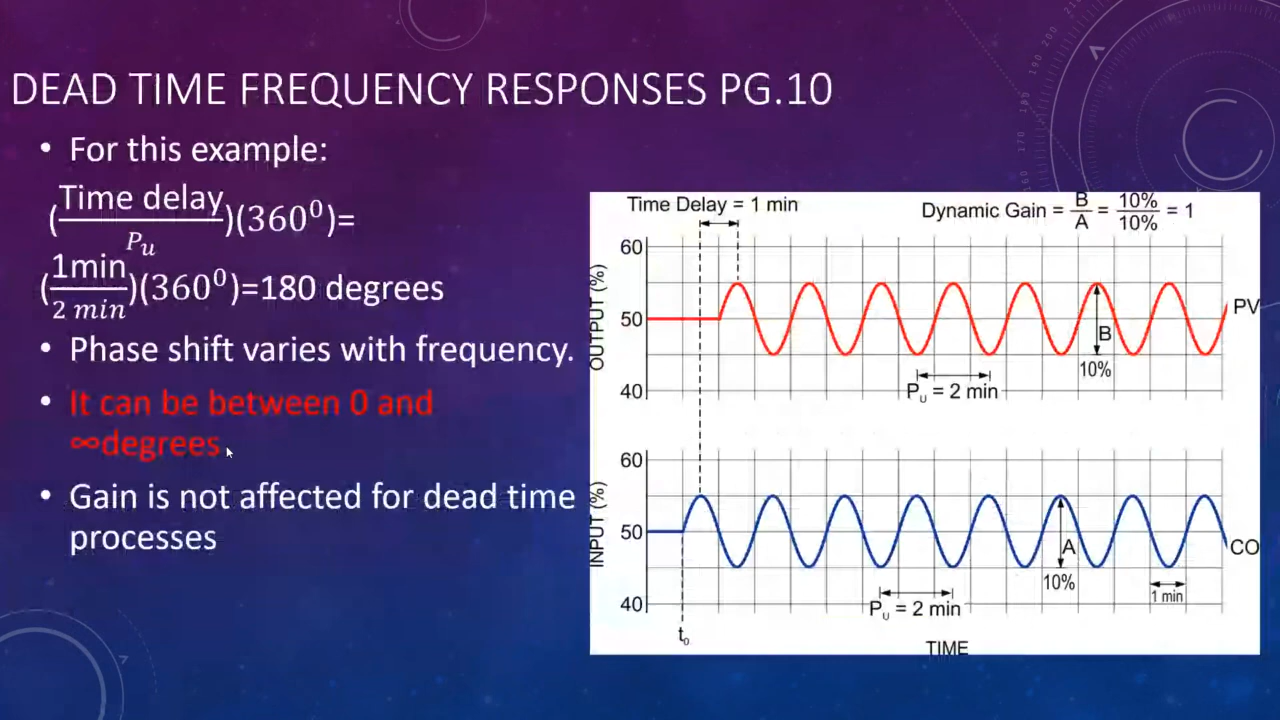 DEAD TIME FREQUENCY RESPONSES PG.10
• For this example:
(Time delay/Pᵤ)(360⁰)=
(1min/2 min)(360⁰)=180 degrees
• Phase shift varies with frequency.
• It can be between 0 and
∞degrees.
• Gain is not affected for dead time
processes
Time Delay = 1 min
Dynamic Gain = B/A = 10%/10% = 1
OUTPUT (%)
60
50
40
PV
B
10%
Pᵤ = 2 min
INPUT (%)
60
50
40
CO
A
10%
1 min
Pᵤ = 2 min
t₀
TIME